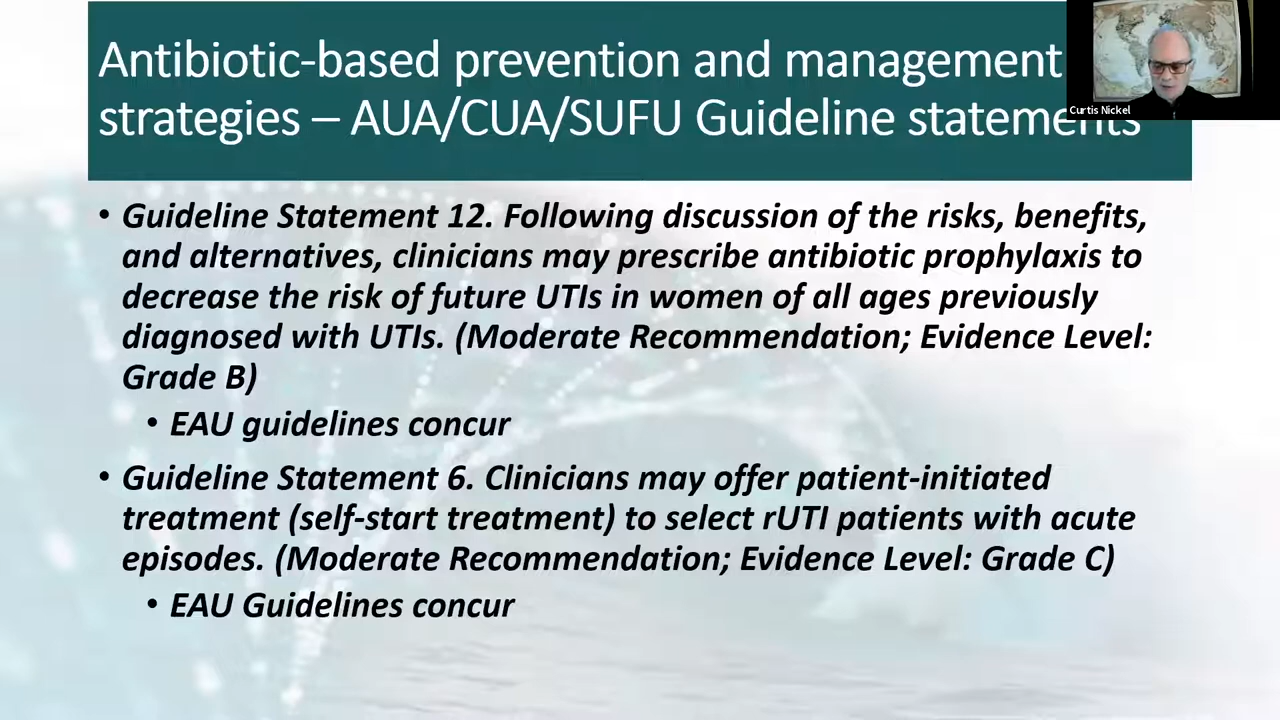 Antibiotic-based prevention and management
strategies – AUA/CUA/SUFU Guideline statements
Curtis Nickel
• Guideline Statement 12. Following discussion of the risks, benefits,
and alternatives, clinicians may prescribe antibiotic prophylaxis to
decrease the risk of future UTIs in women of all ages previously
diagnosed with UTIs. (Moderate Recommendation; Evidence Level:
Grade B)
• EAU guidelines concur
• Guideline Statement 6. Clinicians may offer patient-initiated
treatment (self-start treatment) to select rUTI patients with acute
episodes. (Moderate Recommendation; Evidence Level: Grade C)
• EAU Guidelines concur